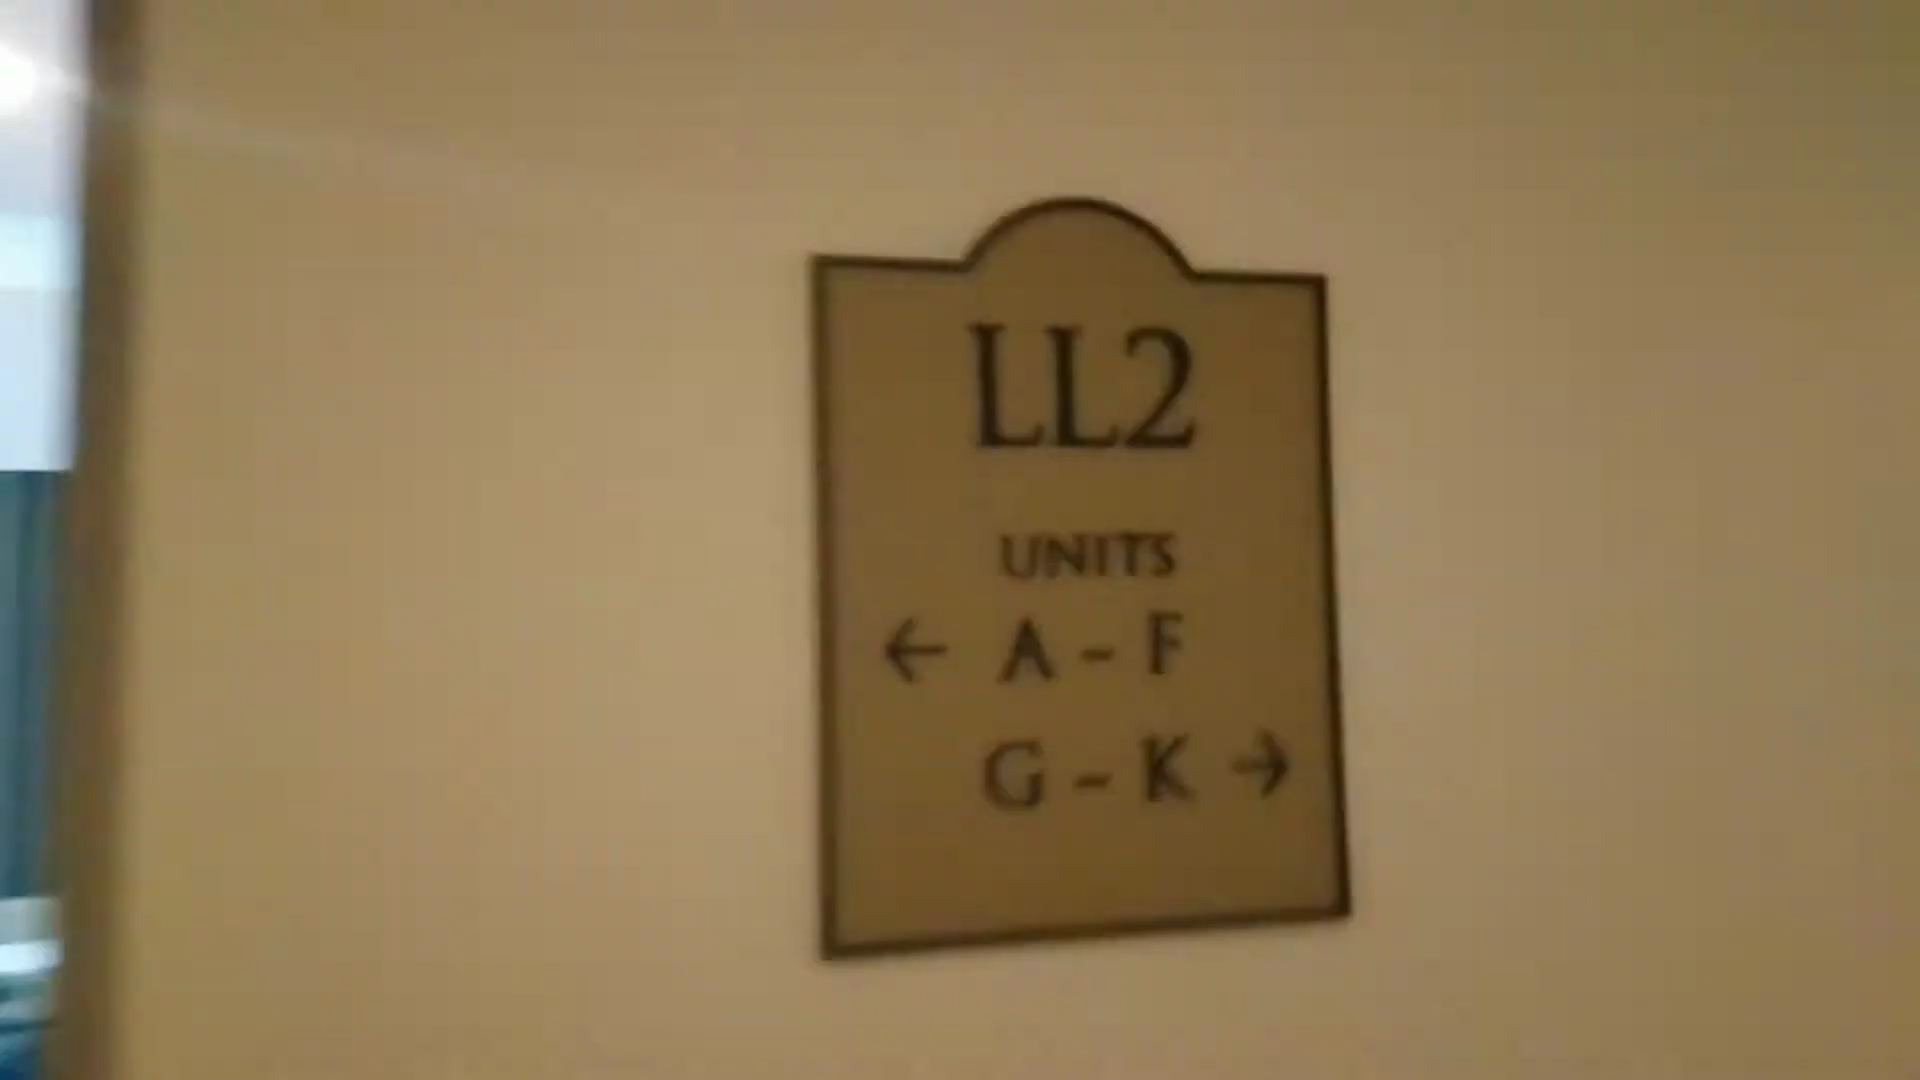 LL2
UNITS
← A - F
G - K →